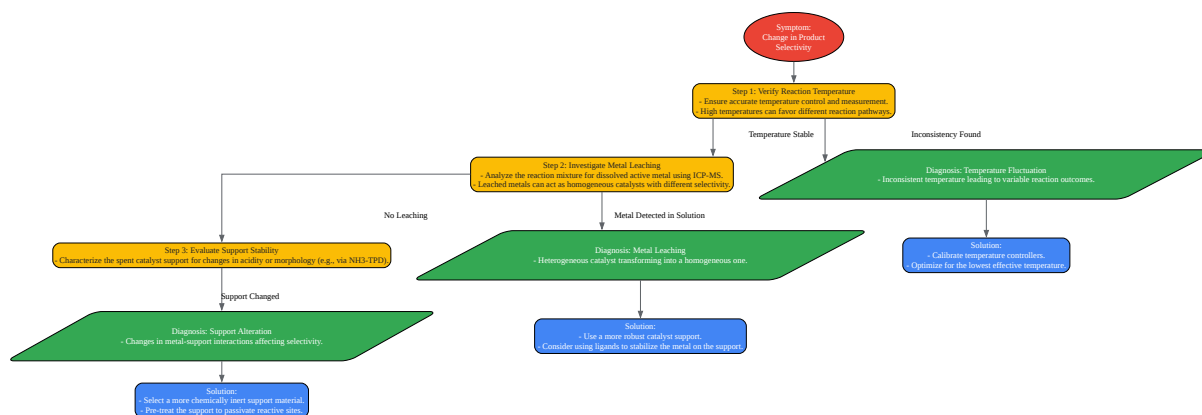 Symptom:
Change in Product
Selectivity
Step 1: Verify Reaction Temperature
- Ensure accurate temperature control and measurement.
- High temperatures can favor different reaction pathways.
Temperature Stable
Inconsistency Found
Step 2: Investigate Metal Leaching
- Analyze the reaction mixture for dissolved active metal using ICP-MS.
- Leached metals can act as homogeneous catalysts with different selectivity.
Diagnosis: Temperature Fluctuation
- Inconsistent temperature leading to variable reaction outcomes.
No Leaching
Metal Detected in Solution
Step 3: Evaluate Support Stability
- Characterize the spent catalyst support for changes in acidity or morphology (e.g., via NH3-TPD).
Diagnosis: Metal Leaching
- Heterogeneous catalyst transforming into a homogeneous one.
Solution:
- Calibrate temperature controllers.
- Optimize for the lowest effective temperature.
Support Changed
Diagnosis: Support Alteration
- Changes in metal-support interactions affecting selectivity.
Solution:
- Use a more robust catalyst support.
- Consider using ligands to stabilize the metal on the support.
Solution:
- Select a more chemically inert support material.
- Pre-treat the support to passivate reactive sites.